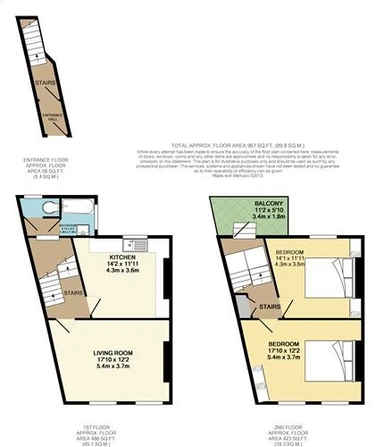 STAIRS
ENTRANCE
HALL
TOTAL APPROX. FLOOR AREA 967 SQ.FT. (89.8 SQ.M.)
Whilst every attempt has been made to ensure the accuracy of the floor plan contained here, measurements
of doors, windows, rooms and any other items are approximate and no responsibility is taken for any error,
omission, or mis-statement. This plan is for illustrative purposes only and should be used as such by any
prospective purchaser. The services, systems and appliances shown have not been tested and no guarantee
as to their operability or efficiency can be given
Made with Metropix ©2013
ENTRANCE FLOOR
APPROX. FLOOR
AREA 58 SQ.FT.
(5.4 SQ.M.)
BALCONY
11'2 x 5'10
3.4m x 1.8m
KITCHEN
14'2 x 11'11
4.3m x 3.6m
STAIRS
LIVING ROOM
17'10 x 12'2
5.4m x 3.7m
BEDROOM
14'1 x 11'11
4.3m x 3.6m
STAIRS
BEDROOM
17'10 x 12'2
5.4m x 3.7m
1ST FLOOR
APPROX. FLOOR
AREA 486 SQ.FT.
(45.1 SQ.M.)
2ND FLOOR
APPROX. FLOOR
AREA 423 SQ.FT.
(39.3 SQ.M.)